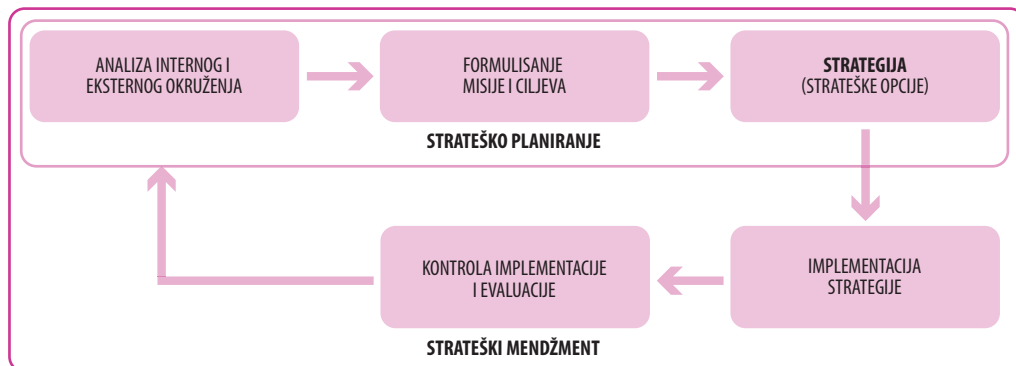 ANALIZA INTERNOG I
EKSTERNOG OKRUŽENJA
FORMULISANJE
MISIJE I CILJEVA
STRATEGIJA
(STRATEŠKE OPCIJE)
STRATEŠKO PLANIRANJE
KONTROLA IMPLEMENTACIJE
I EVALUACIJE
IMPLEMENTACIJA
STRATEGIJE
STRATEŠKI MENDŽMENT